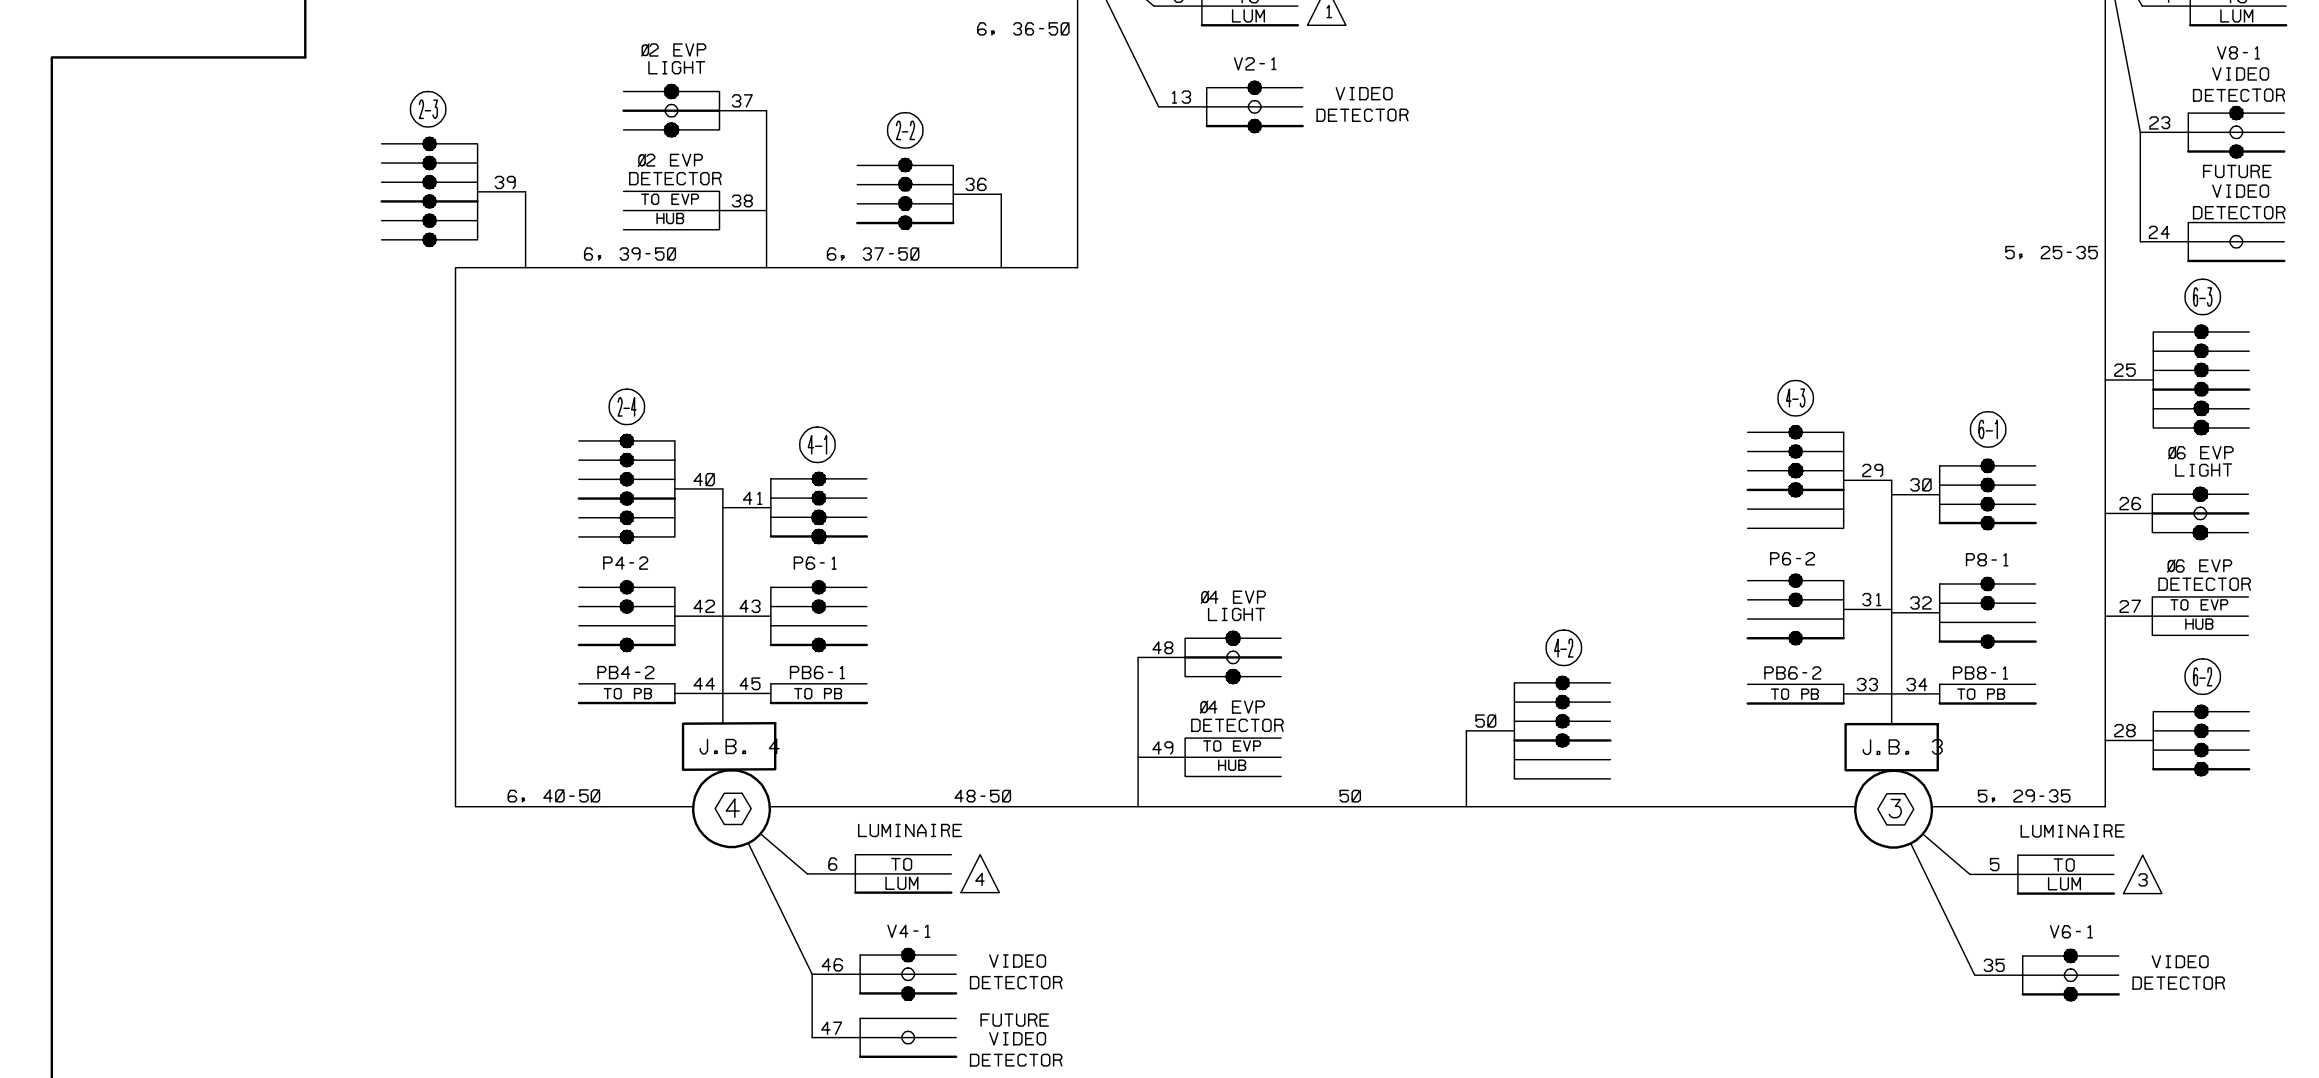 6, 36-50
LUM
1
Ø2 EVP
LIGHT
37
2-3
39
Ø2 EVP
DETECTOR
TO EVP
HUB
38
2-2
36
6, 39-50
6, 37-50
V2-1
13
VIDEO
DETECTOR
LUM
V8-1
VIDEO
DETECTOR
23
FUTURE
VIDEO
DETECTOR
24
5, 25-35
6-3
25
Ø6 EVP
LIGHT
26
Ø6 EVP
DETECTOR
TO EVP
HUB
27
6-2
28
2-4
40
4-1
41
P4-2
42
P6-1
43
PB4-2
TO PB
44
PB6-1
45
TO PB
J.B. 4
6, 40-50
4
48-50
Ø4 EVP
LIGHT
48
Ø4 EVP
DETECTOR
49
TO EVP
HUB
50
4-2
50
4-3
29
6-1
30
P6-2
31
P8-1
32
PB6-2
TO PB
33
PB8-1
34
TO PB
J.B. 3
3
5, 29-35
LUMINAIRE
6
TO
LUM
4
V4-1
46
VIDEO
DETECTOR
47
FUTURE
VIDEO
DETECTOR
LUMINAIRE
5
TO
LUM
3
V6-1
35
VIDEO
DETECTOR